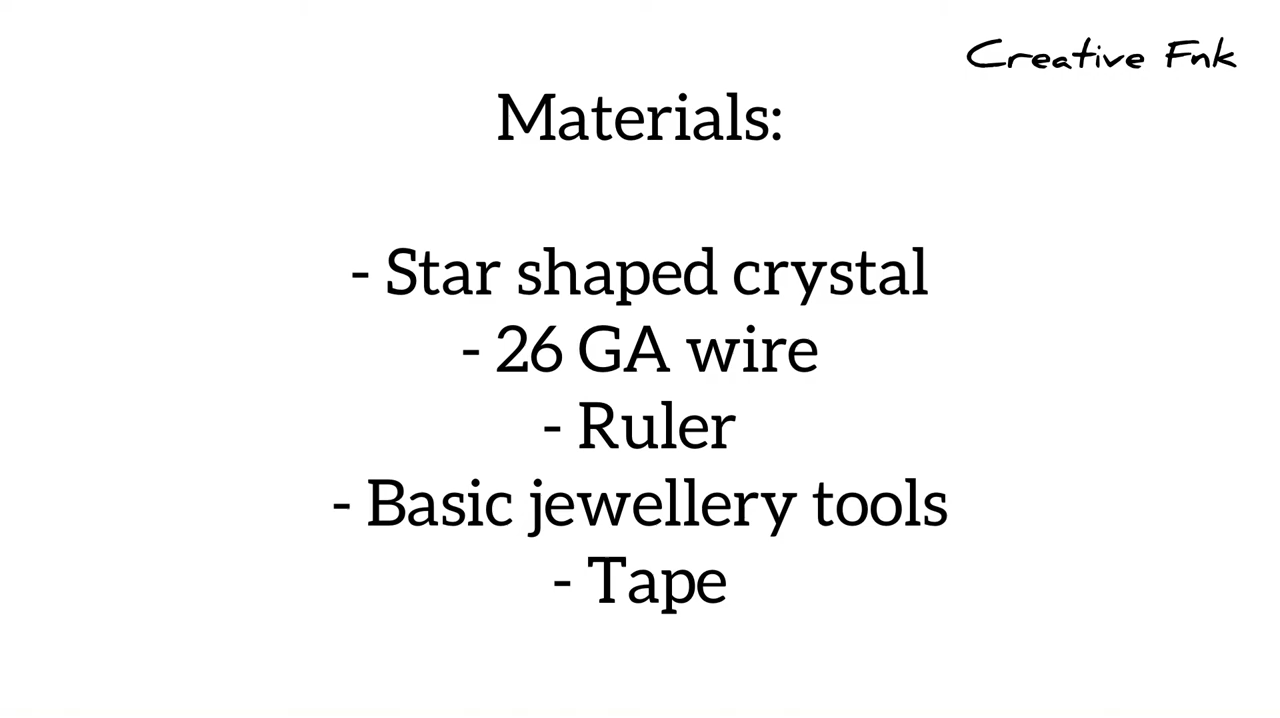 Creative Fnk
Materials:
- Star shaped crystal
- 26 GA wire
- Ruler
- Basic jewellery tools
- Tape